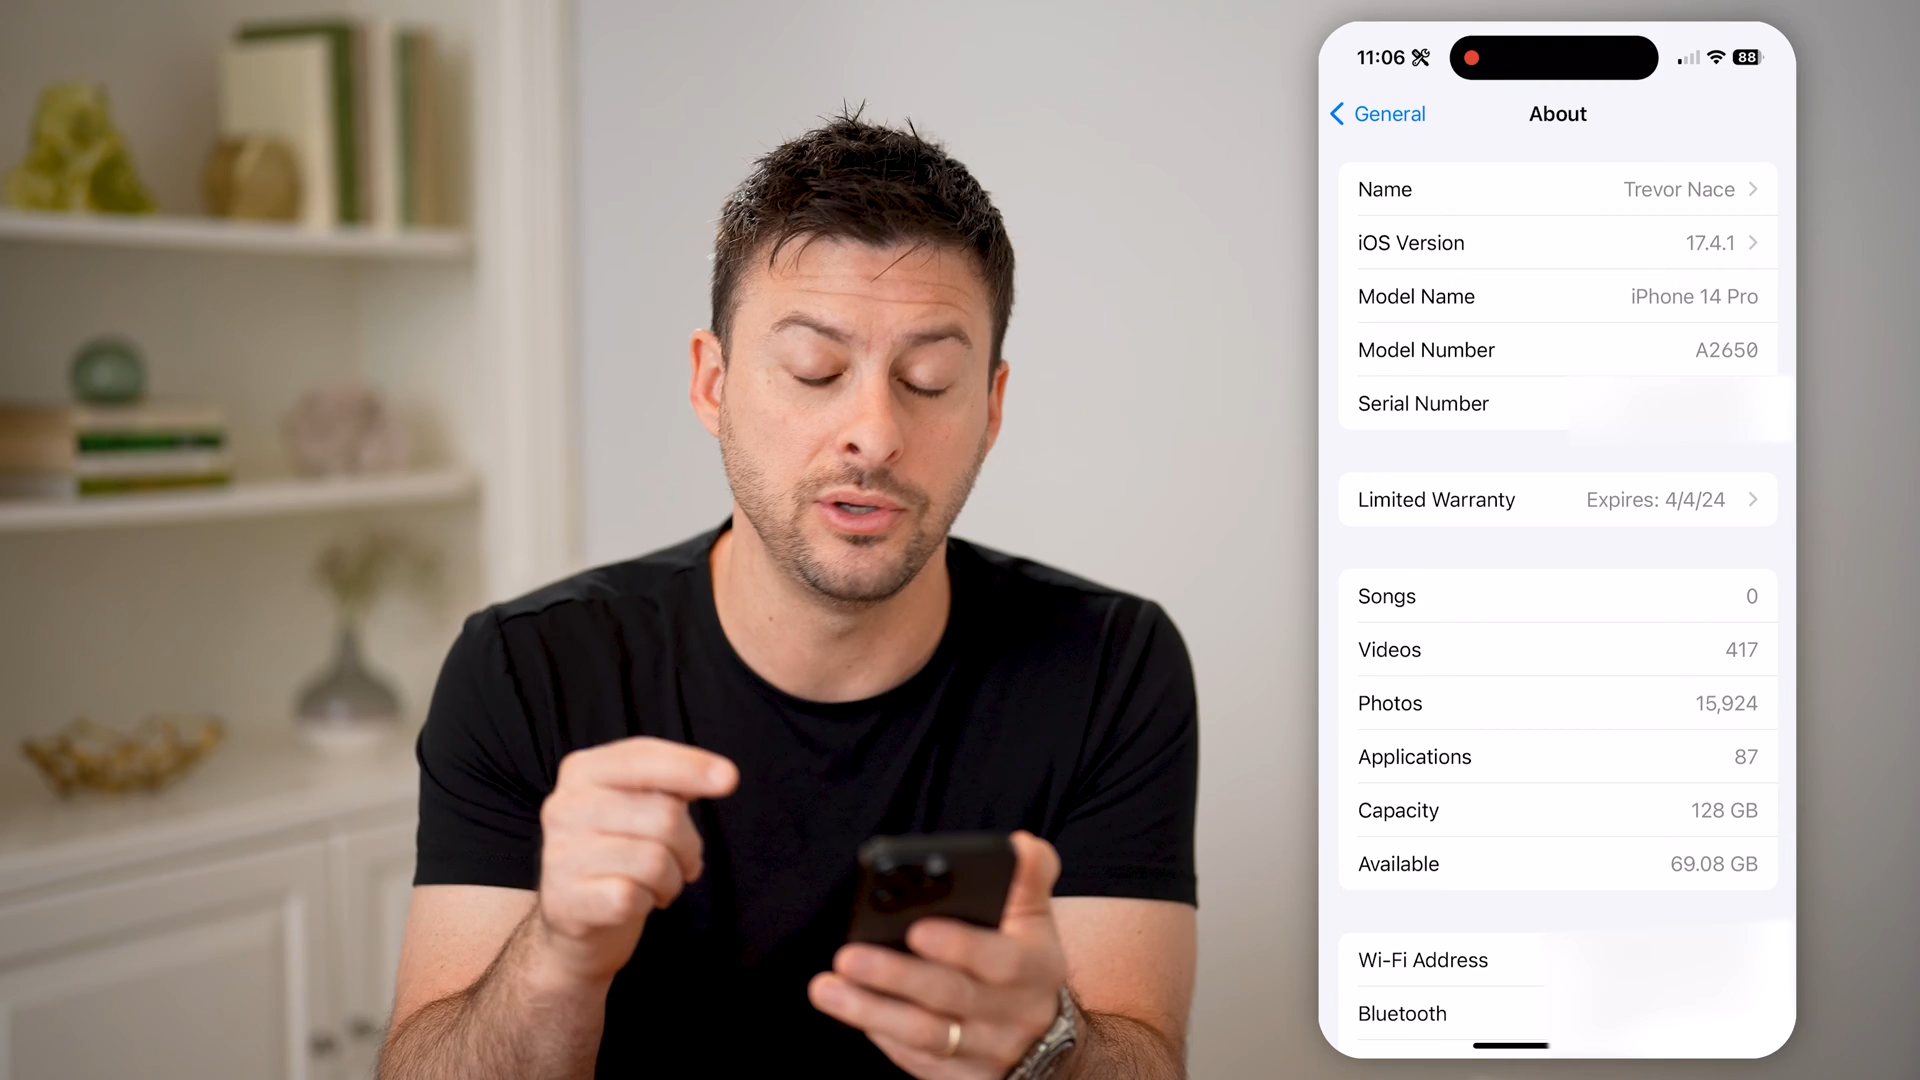 11:06 88
General About
Name Trevor Nace
iOS Version 17.4.1
Model Name iPhone 14 Pro
Model Number A2650
Serial Number
Limited Warranty Expires: 4/4/24
Songs 0
Videos 417
Photos 15,924
Applications 87
Capacity 128 GB
Available 69.08 GB
Wi-Fi Address
Bluetooth